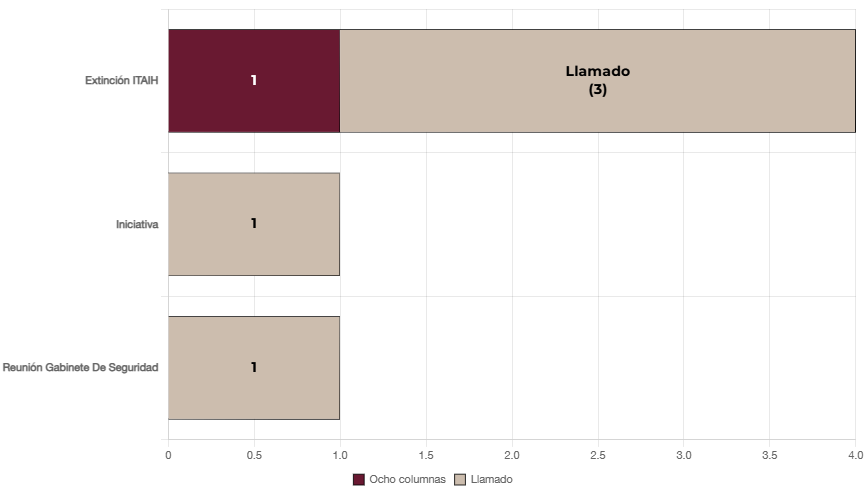 Extinción ITAIH
1
Llamado
(3)
Iniciativa
1
Reunión Gabinete De Seguridad
1
0
0.5
1.0
1.5
2.0
2.5
3.0
3.5
4.0
Ocho columnas
Llamado